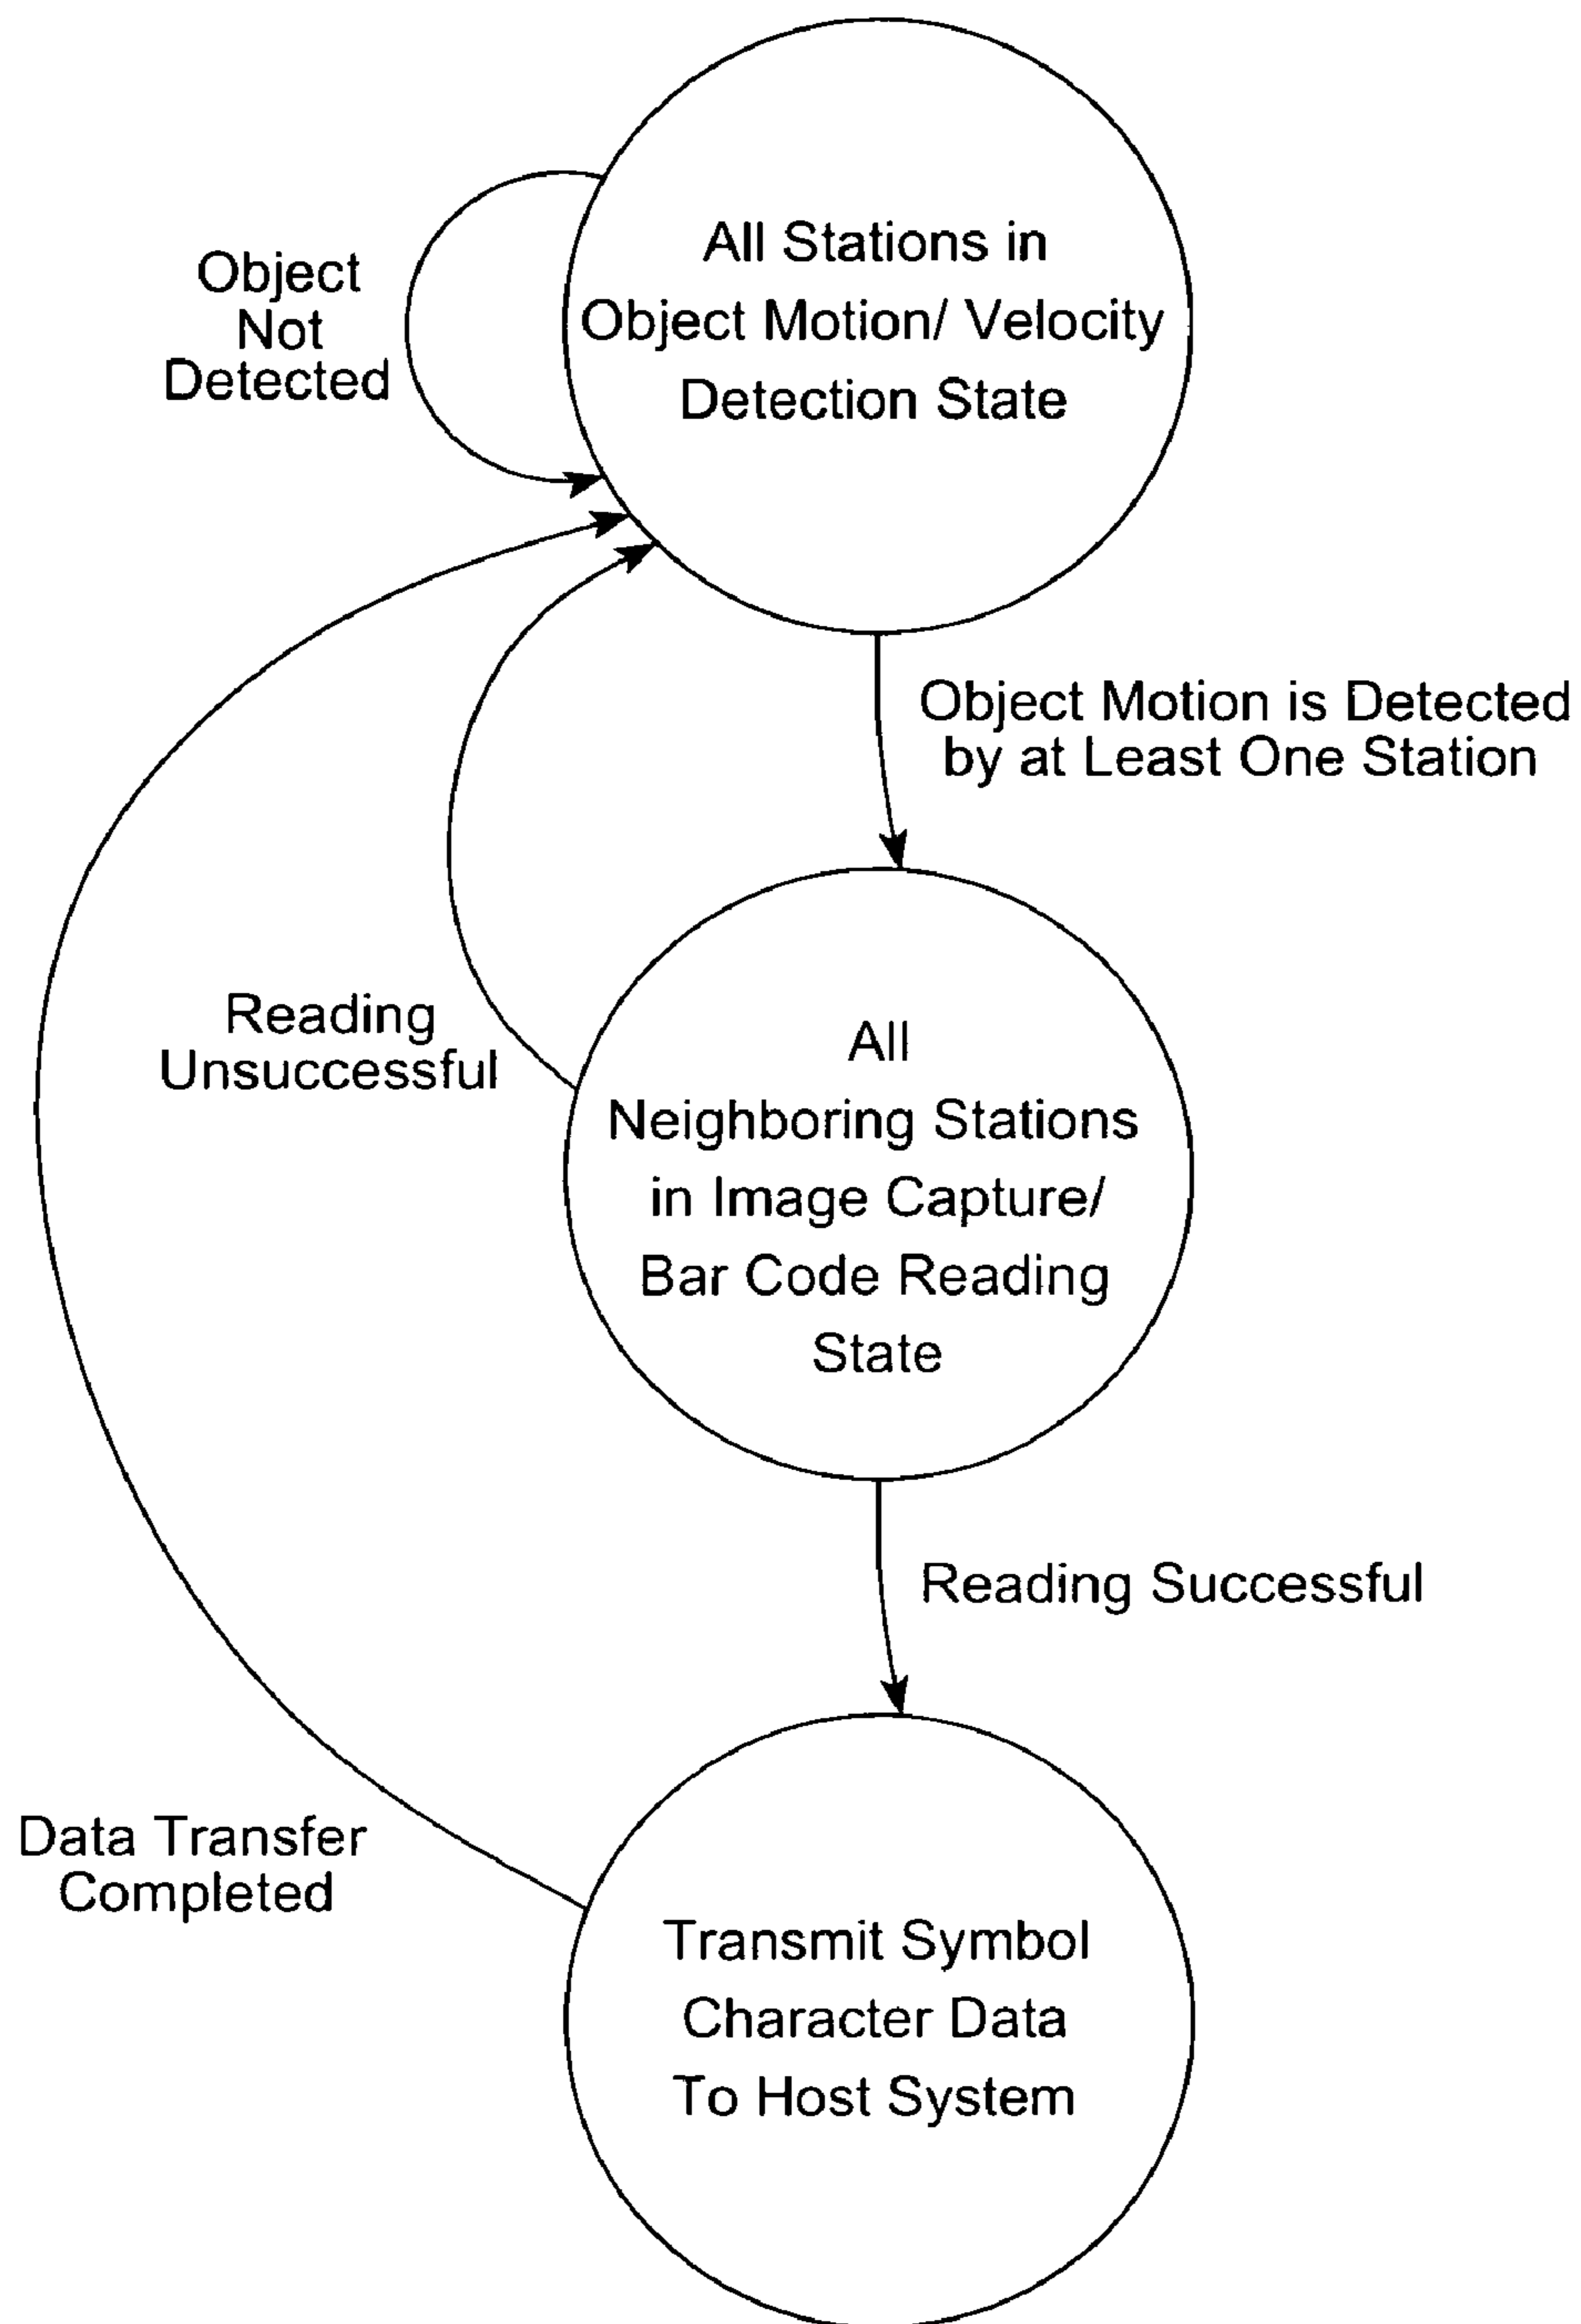 All Stations in
Object Motion/ Velocity
Detection State
Object
Not
Detected
Object Motion is Detected
by at Least One Station
All
Neighboring Stations
in Image Capture/
Bar Code Reading
State
Reading
Unsuccessful
Reading Successful
Transmit Symbol
Character Data
To Host System
Data Transfer
Completed